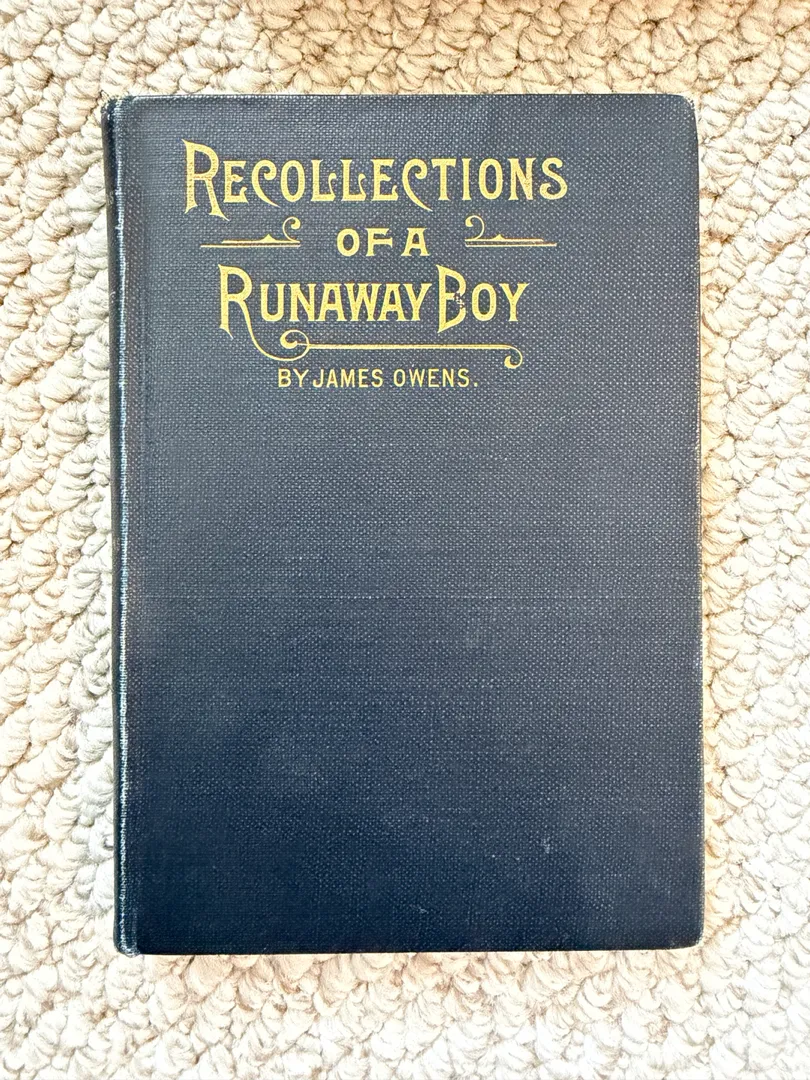 RECOLLECTIONS
OF A
RUNAWAY BOY
BY JAMES OWENS.